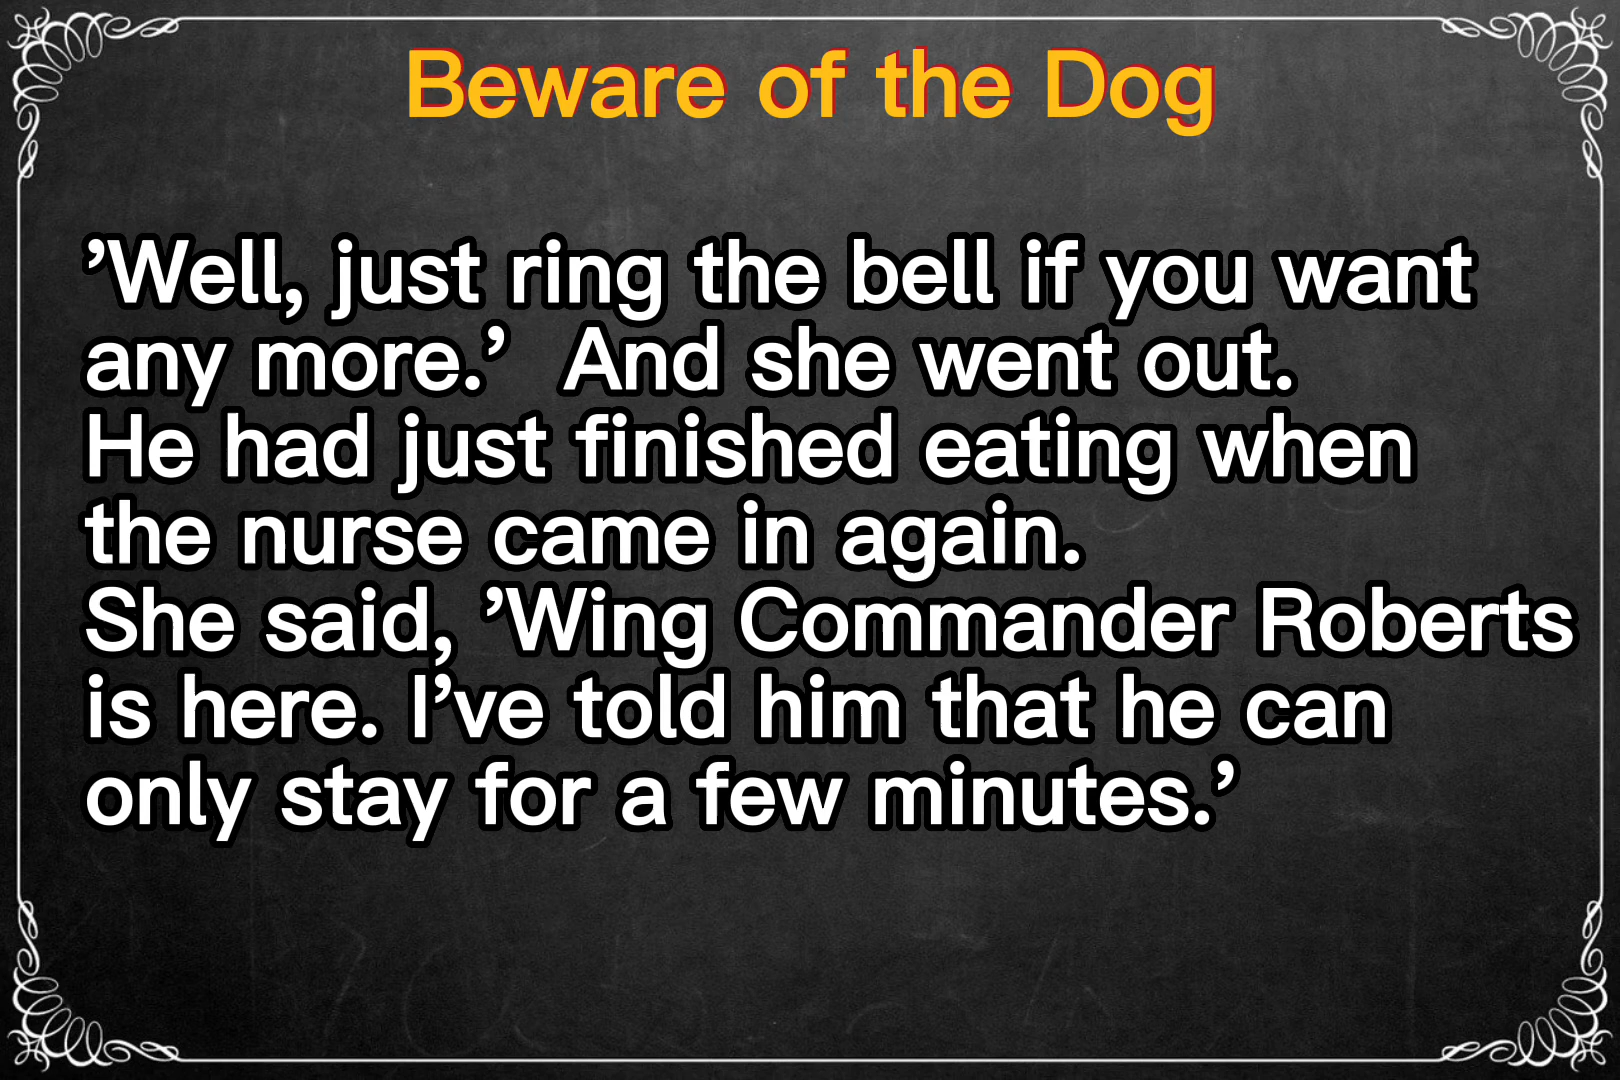 Beware of the Dog
’Well, just ring the bell if you want
any more.’ And she went out.
He had just finished eating when
the nurse came in again.
She said, ’Wing Commander Roberts
is here. I’ve told him that he can
only stay for a few minutes.’